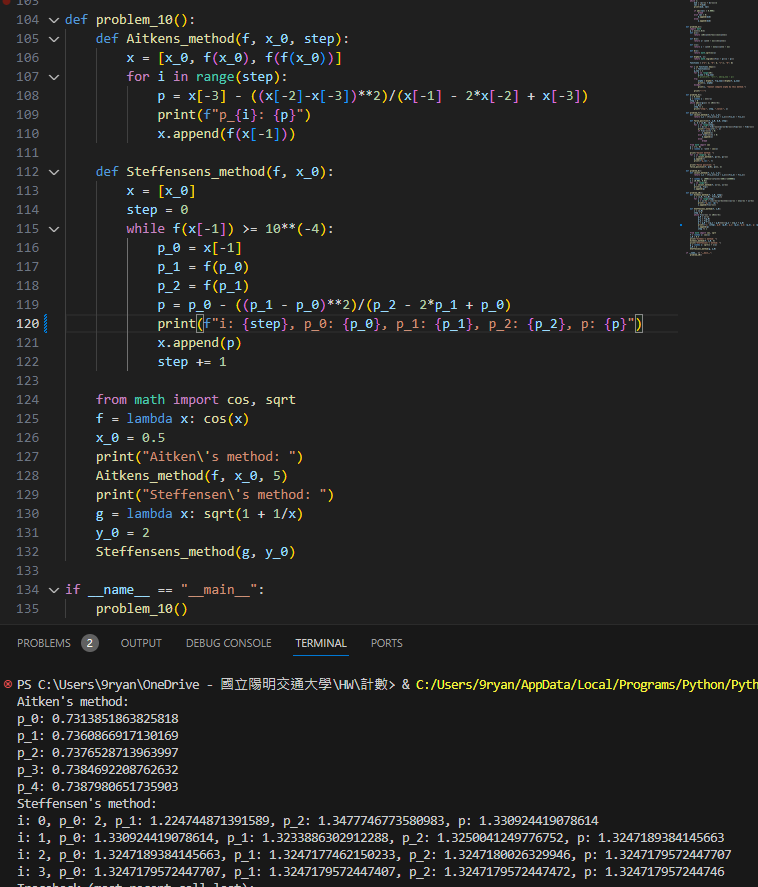 103
104 def problem_10():
105     def Aitkens_method(f, x_0, step):
106         x = [x_0, f(x_0), f(f(x_0))]
107         for i in range(step):
108             p = x[-3] - ((x[-2]-x[-3])**2)/(x[-1] - 2*x[-2] + x[-3])
109             print(f"p_{i}: {p}")
110             x.append(f(x[-1]))
111
112     def Steffensens_method(f, x_0):
113         x = [x_0]
114         step = 0
115         while f(x[-1]) >= 10**(-4):
116             p_0 = x[-1]
117             p_1 = f(p_0)
118             p_2 = f(p_1)
119             p = p_0 - ((p_1 - p_0)**2)/(p_2 - 2*p_1 + p_0)
120             print(f"i: {step}, p_0: {p_0}, p_1: {p_1}, p_2: {p_2}, p: {p}")
121             x.append(p)
122             step += 1
123
124     from math import cos, sqrt
125     f = lambda x: cos(x)
126     x_0 = 0.5
127     print("Aitken\'s method: ")
128     Aitkens_method(f, x_0, 5)
129     print("Steffensen\'s method: ")
130     g = lambda x: sqrt(1 + 1/x)
131     y_0 = 2
132     Steffensens_method(g, y_0)
133
134 if __name__ == "__main__":
135     problem_10()
PROBLEMS 2 OUTPUT DEBUG CONSOLE TERMINAL PORTS
PS C:\Users\9ryan\OneDrive - 國立陽明交通大學\HW\計數> & C:/Users/9ryan/AppData/Local/Programs/Python/Pyth
Aitken's method:
p_0: 0.7313851863825818
p_1: 0.7360866917130169
p_2: 0.7376528713963997
p_3: 0.7384692208762632
p_4: 0.7387980651735903
Steffensen's method:
i: 0, p_0: 2, p_1: 1.224744871391589, p_2: 1.3477746773580983, p: 1.330924419078614
i: 1, p_0: 1.330924419078614, p_1: 1.3233886302912288, p_2: 1.3250041249776752, p: 1.3247189384145663
i: 2, p_0: 1.3247189384145663, p_1: 1.3247177462150233, p_2: 1.3247180026329946, p: 1.3247179572447707
i: 3, p_0: 1.3247179572447707, p_1: 1.3247179572447407, p_2: 1.3247179572447472, p: 1.324717957244746
Traceback (most recent call last):